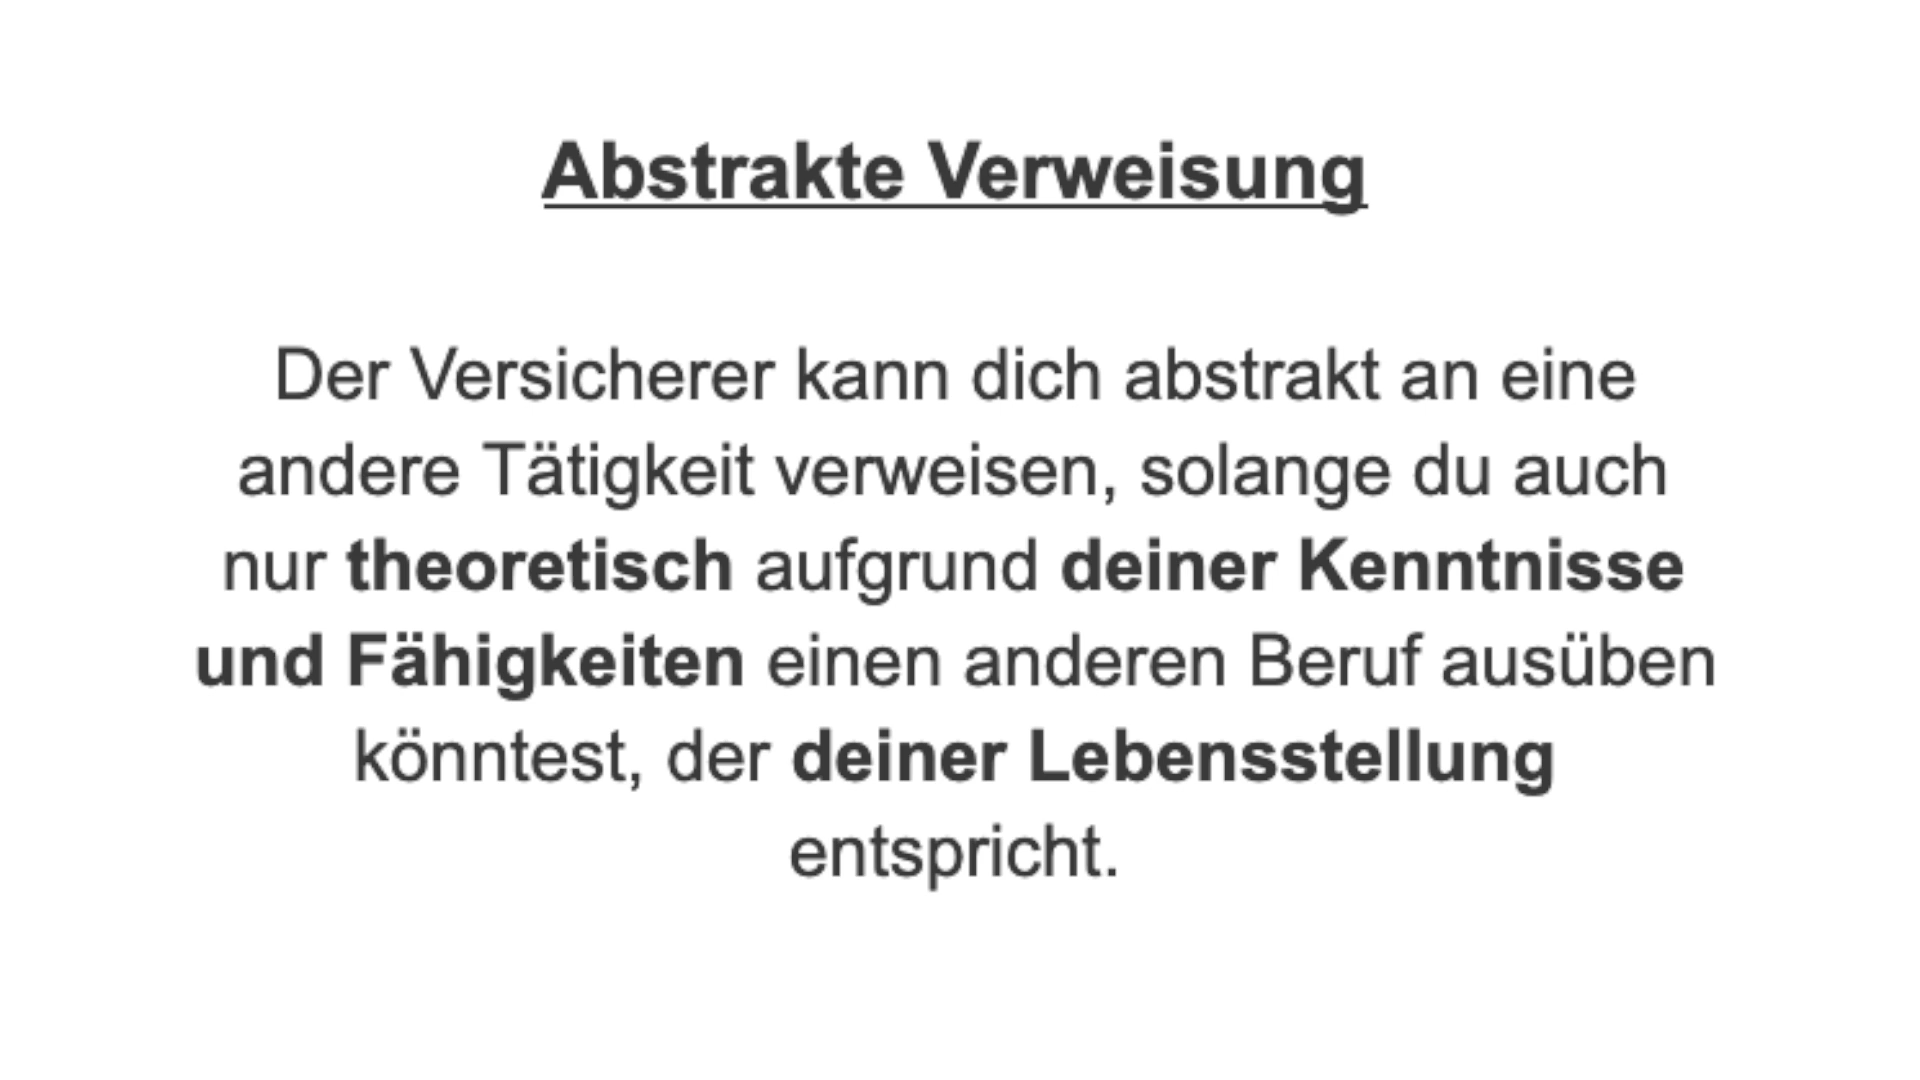 Abstrakte Verweisung
Der Versicherer kann dich abstrakt an eine
andere Tätigkeit verweisen, solange du auch
nur theoretisch aufgrund deiner Kenntnisse
und Fähigkeiten einen anderen Beruf ausüben
könntest, der deiner Lebensstellung
entspricht.